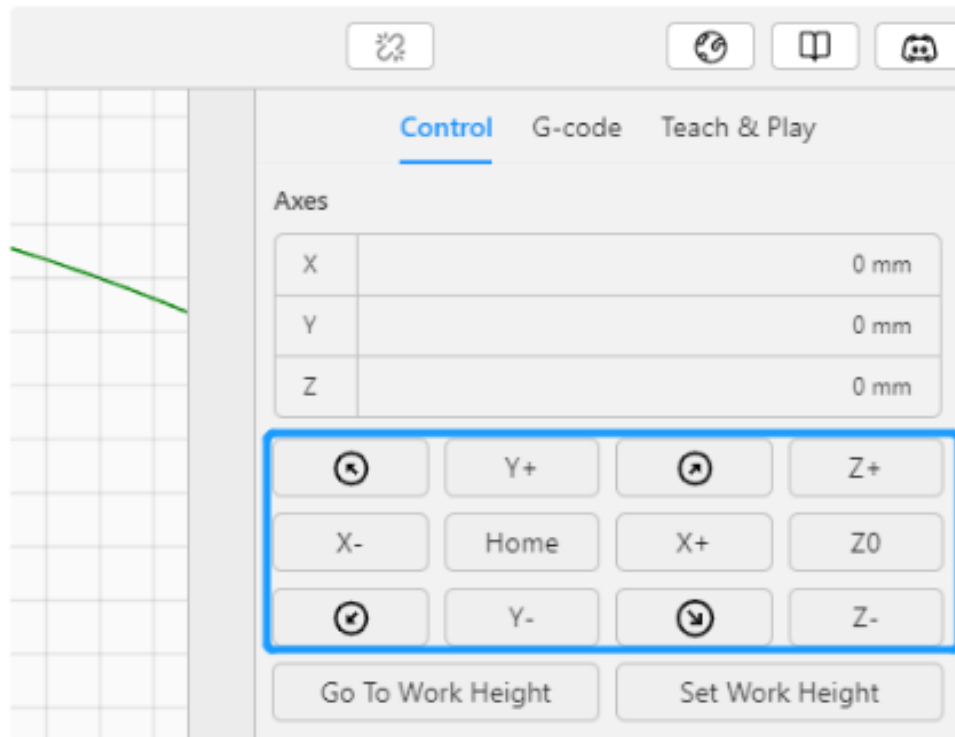 Control G-code Teach & Play
Axes
X 0 mm
Y 0 mm
Z 0 mm
Y+ Z+
X- Home X+ Z0
Y- Z-
Go To Work Height Set Work Height